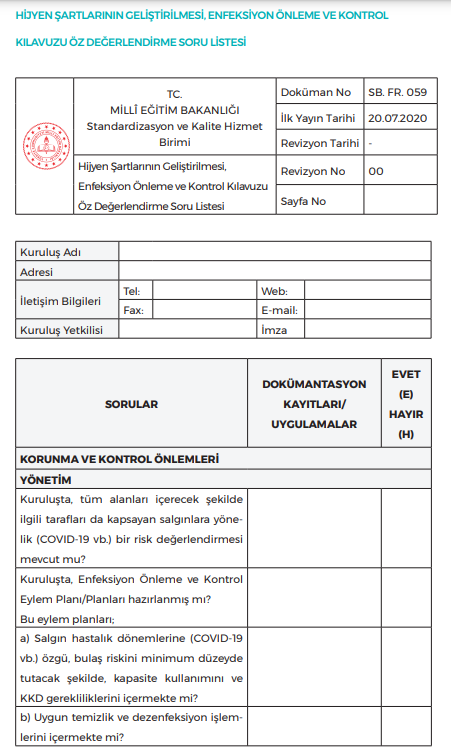 HİJYEN ŞARTLARININ GELİŞTİRİLMESİ, ENFEKSİYON ÖNLEME VE KONTROL
KILAVUZU ÖZ DEĞERLENDİRME SORU LİSTESİ
TC.
MİLLÎ EĞİTİM BAKANLIĞI
Standardizasyon ve Kalite Hizmet
Birimi
Hijyen Şartlarının Geliştirilmesi,
Enfeksiyon Önleme ve Kontrol Kılavuzu
Öz Değerlendirme Soru Listesi
Doküman No SB. FR. 059
İlk Yayın Tarihi 20.07.2020
Revizyon Tarihi -
Revizyon No 00
Sayfa No
Kuruluş Adı
Adresi
İletişim Bilgileri
Tel: Web:
Fax: E-mail:
Kuruluş Yetkilisi İmza
SORULAR
DOKÜMANTASYON
KAYITLARI/
UYGULAMALAR
EVET
(E)
HAYIR
(H)
KORUNMA VE KONTROL ÖNLEMLERİ
YÖNETİM
Kuruluşta, tüm alanları içerecek şekilde
ilgili tarafları da kapsayan salgınlara yöne-
lik (COVID-19 vb.) bir risk değerlendirmesi
mevcut mu?
Kuruluşta, Enfeksiyon Önleme ve Kontrol
Eylem Planı/Planları hazırlanmış mı?
Bu eylem planları;
a) Salgın hastalık dönemlerine (COVID-19
vb.) özgü, bulaş riskini minimum düzeyde
tutacak şekilde, kapasite kullanımını ve
KKD gerekliliklerini içermekte mi?
b) Uygun temizlik ve dezenfeksiyon işlem-
lerini içermekte mi?